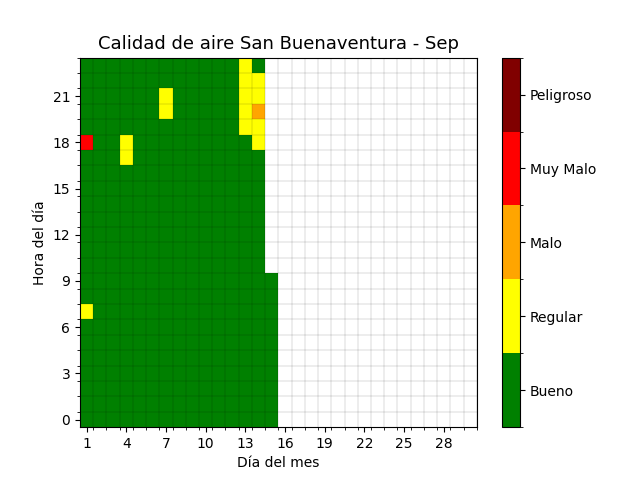 Calidad de aire San Buenaventura - Sep
Hora del día
21
18
15
12
9
6
3
0
1 4 7 10 13 16 19 22 25 28
Día del mes
Peligroso
Muy Malo
Malo
Regular
Bueno